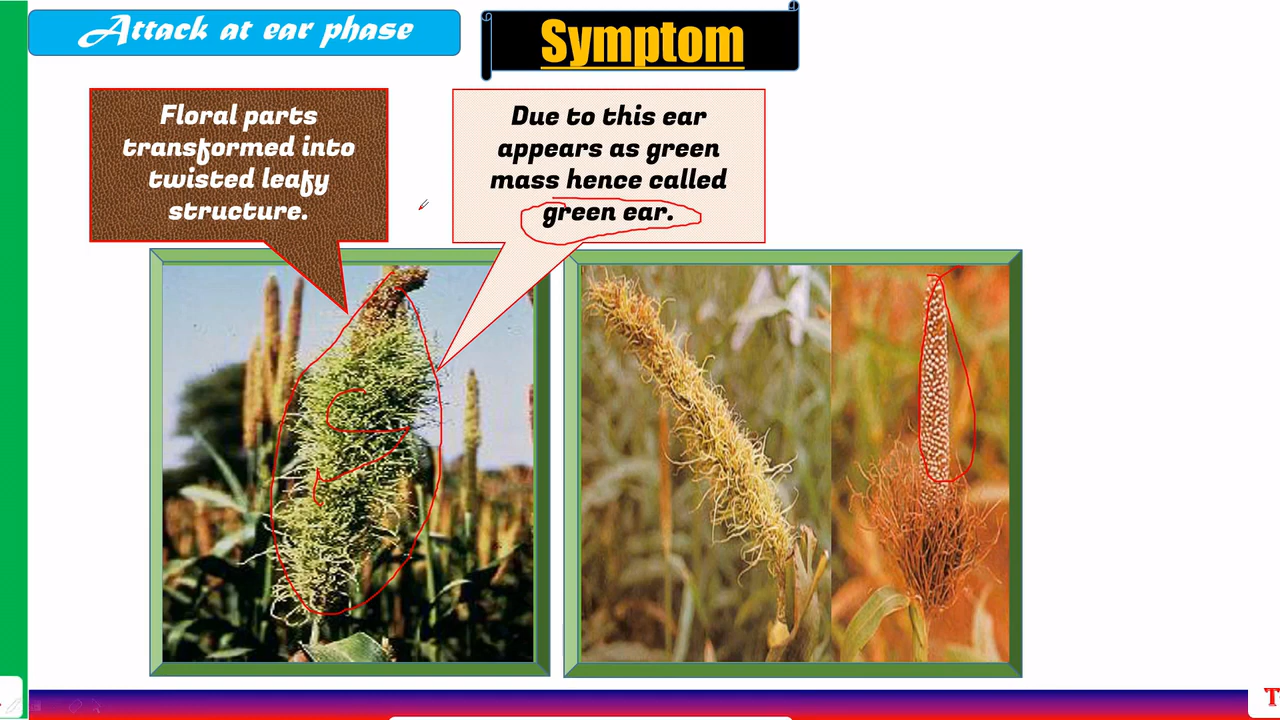 Attack at ear phase
Symptom
Floral parts
transformed into
twisted leafy
structure.
Due to this ear
appears as green
mass hence called
green ear.